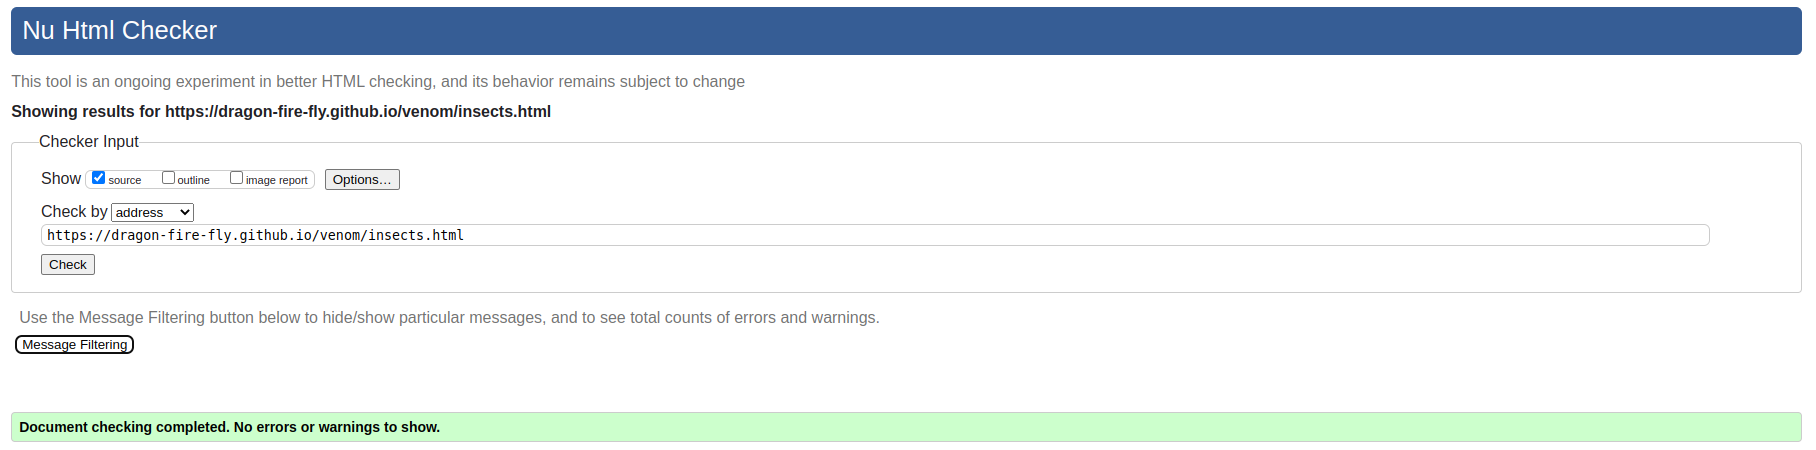 Nu Html Checker
This tool is an ongoing experiment in better HTML checking, and its behavior remains subject to change
Showing results for https://dragon-fire-fly.github.io/venom/insects.html
Checker Input
Show source outline image report Options...
Check by address
https://dragon-fire-fly.github.io/venom/insects.html
Check
Use the Message Filtering button below to hide/show particular messages, and to see total counts of errors and warnings.
Message Filtering
Document checking completed. No errors or warnings to show.